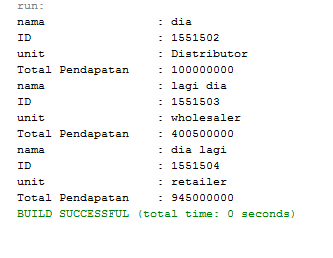 run:
nama : dia
ID : 1551502
unit : Distributor
Total Pendapatan : 100000000
nama : lagi dia
ID : 1551503
unit : wholesaler
Total Pendapatan : 400500000
nama : dia lagi
ID : 1551504
unit : retailer
Total Pendapatan : 945000000
BUILD SUCCESSFUL (total time: 0 seconds)